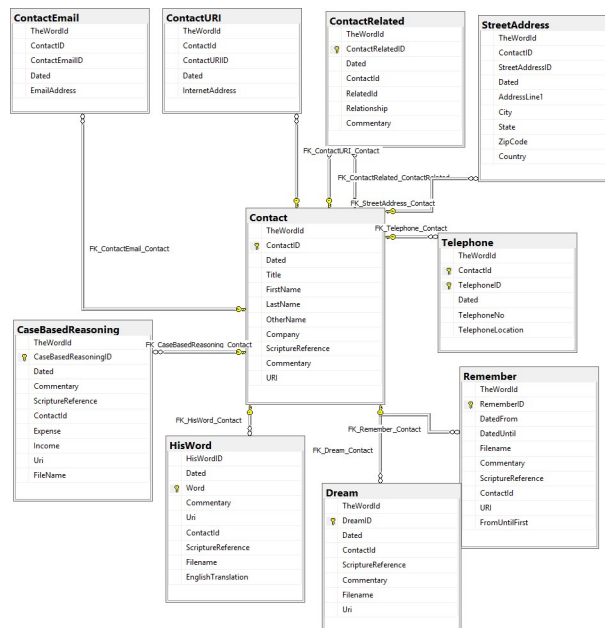 ContactEmail
TheWordId
ContactID
ContactEmailID
Dated
EmailAddress
ContactURI
TheWordId
ContactId
ContactURIID
Dated
InternetAddress
ContactRelated
TheWordId
ContactRelatedID
Dated
ContactId
RelatedId
Relationship
Commentary
StreetAddress
TheWordId
ContactID
StreetAddressID
Dated
AddressLine1
City
State
ZipCode
Country
FK_ContactURI_Contact
FK_ContactRelated_ContactRelated
FK_StreetAddress_Contact
FK_Telephone_Contact
FK_ContactEmail_Contact
Contact
TheWordId
ContactID
Dated
Title
FirstName
LastName
OtherName
Company
ScriptureReference
Commentary
URI
Telephone
TheWordId
ContactId
TelephoneID
Dated
TelephoneNo
TelephoneLocation
CaseBasedReasoning
TheWordId
CaseBasedReasoningID
Dated
Commentary
ScriptureReference
ContactId
Expense
Income
Uri
FileName
FK_CaseBasedReasoning_Contact
FK_HisWord_Contact
FK_Remember_Contact
FK_Dream_Contact
Remember
TheWordId
RememberID
DatedFrom
DatedUntil
Filename
Commentary
ScriptureReference
ContactId
URI
FromUntilFirst
HisWord
HisWordID
Dated
Word
Commentary
Uri
ContactId
ScriptureReference
Filename
EnglishTranslation
Dream
TheWordId
DreamID
Dated
ContactId
ScriptureReference
Commentary
Filename
Uri